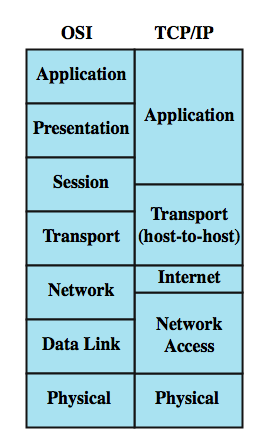 OSI
TCP/IP
Application
Presentation
Session
Transport
Network
Data Link
Physical
Application
Transport
(host-to-host)
Internet
Network
Access
Physical